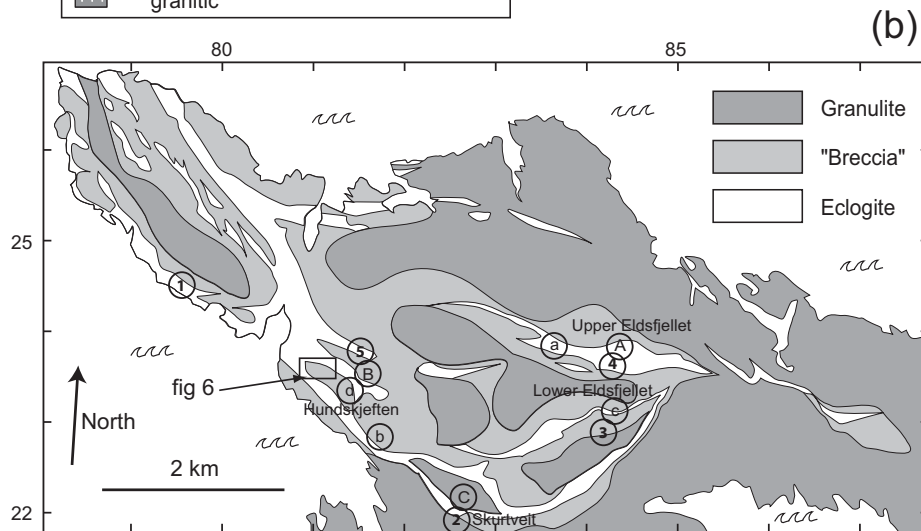 granitic
(b)
80
85
Granulite
"Breccia"
Eclogite
25
1
Upper Eldsfjellet
a
A
5
4
B
fig 6
d
Lower Eldsfjellet
Hundskjeften
c
North
b
3
2 km
C
22
2
Skurtveit